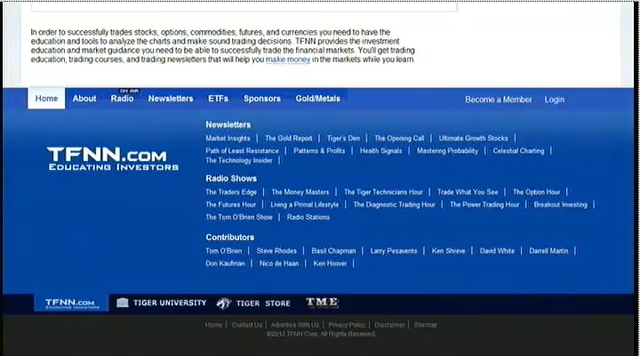 In order to successfully trades stocks, options, commodities, futures, and currencies you need to have the
education and tools to analyze the charts and make sound trading decisions. TFNN provides the investment
education and market guidance you need to be able to successfully trade the financial markets. You'll get trading
education, trading courses, and trading newsletters that will help you make money in the markets while you learn.
ON AIR
Home About Radio Newsletters ETFs Sponsors Gold/Metals Become a Member Login
TFNN.COM
EDUCATING INVESTORS
Newsletters
Market Insights | The Gold Report | Tiger's Den | The Opening Call | Ultimate Growth Stocks |
Path of Least Resistance | Patterns & Profits | Health Signals | Mastering Probability | Celestial Charting |
The Technology Insider |
Radio Shows
The Traders Edge | The Money Masters | The Tiger Technicians Hour | Trade What You See | The Option Hour |
The Futures Hour | Living a Primal Lifestyle | The Diagnostic Trading Hour | The Power Trading Hour | Breakout Investing |
The Tom O'Brien Show | Radio Stations
Contributors
Tom O'Brien | Steve Rhodes | Basil Chapman | Larry Pesavento | Ken Shreve | David White | Darrell Martin |
Don Kaufman | Nico de Haan | Ken Hoover |
TFNN.COM TIGER UNIVERSITY TIGER STORE TME
EDUCATING INVESTORS
Home | Contact Us | Advertise With Us | Privacy Policy | Disclaimer | Sitemap
©2012 TFNN Corp. All Rights Reserved.